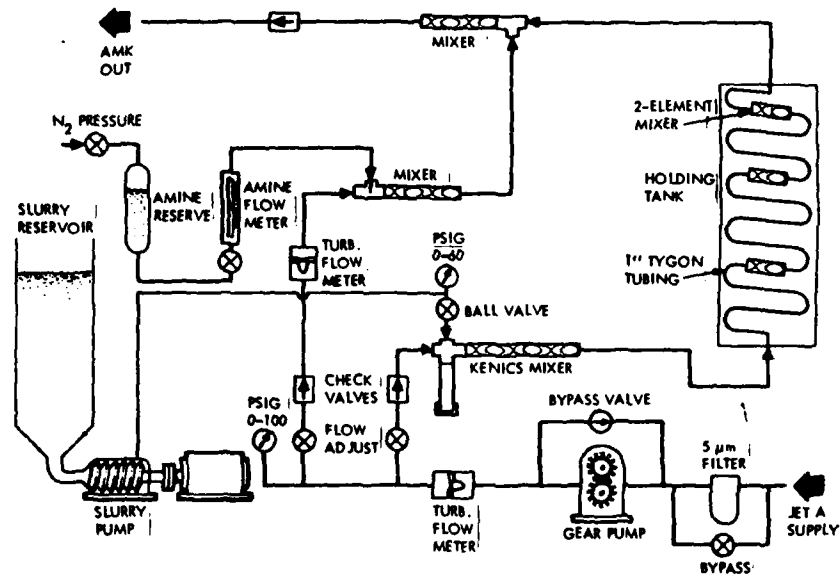 AMK
OUT
MIXER
N₂ PRESSURE
2-ELEMENT
MIXER
AMINE
RESERVE
AMINE
FLOW
METER
MIXER
HOLDING
TANK
SLURRY
RESERVOIR
TURB.
FLOW
METER
PSIG
0-60
1" TYGON
TUBING
BALL VALVE
KENICS MIXER
CHECK
VALVES
PSIG
0-100
FLOW
ADJUST
BYPASS VALVE
5 µm
FILTER
SLURRY
PUMP
TURB.
FLOW
METER
GEAR PUMP
JET A
SUPPLY
BYPASS